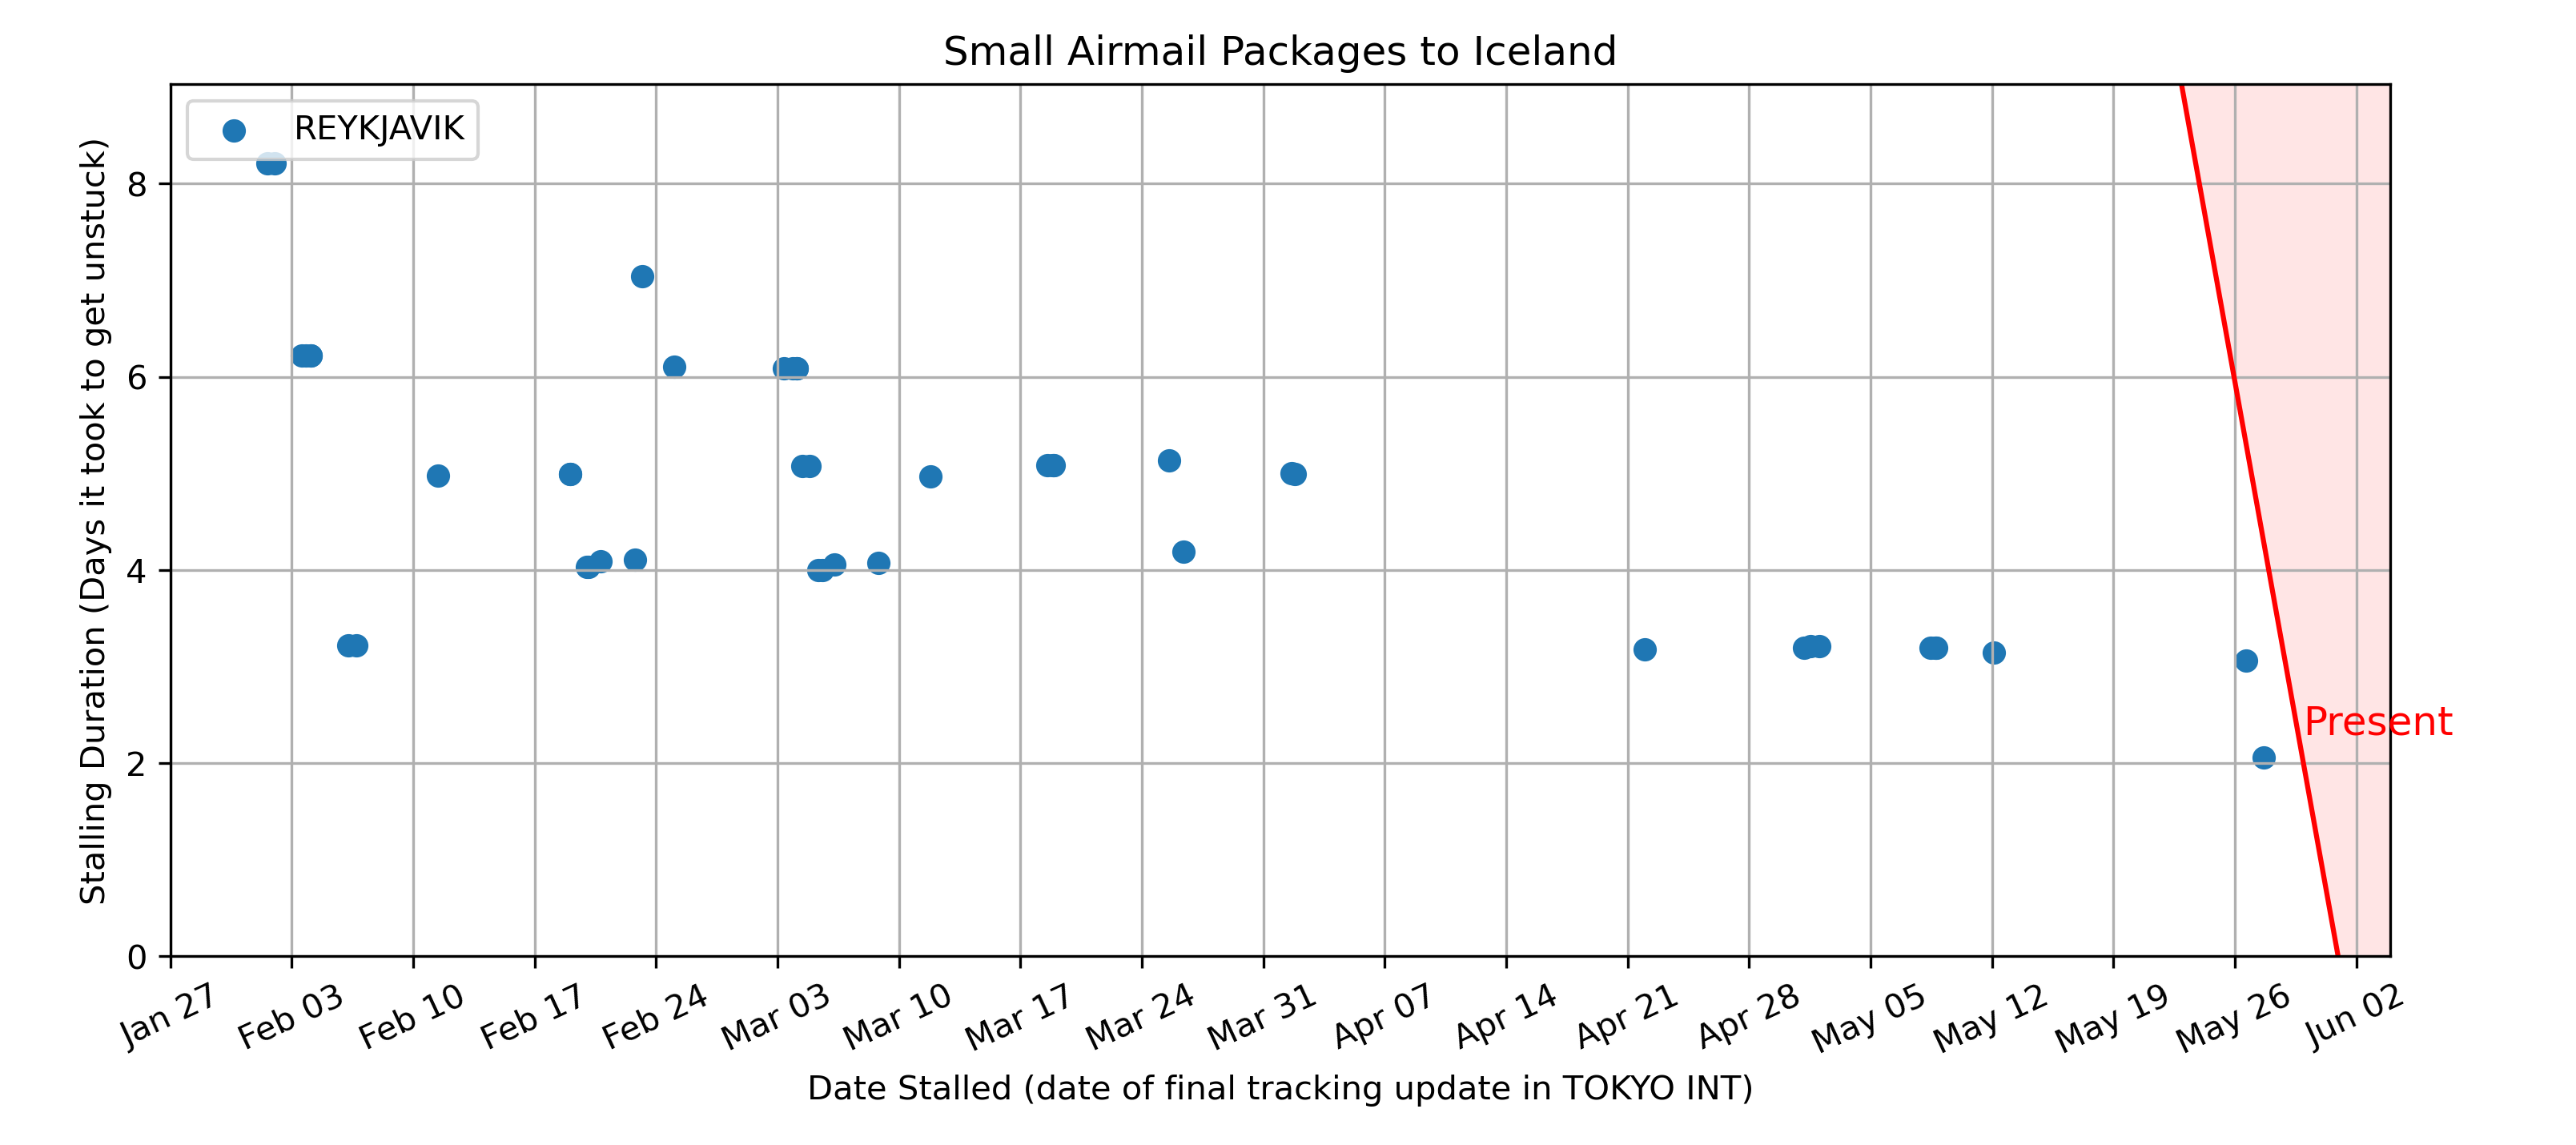 Small Airmail Packages to Iceland
REYKJAVIK
Stalling Duration (Days it took to get unstuck)
8
6
4
2
0
Present
Jan 27 Feb 03 Feb 10 Feb 17 Feb 24 Mar 03 Mar 10 Mar 17 Mar 24 Mar 31 Apr 07 Apr 14 Apr 21 Apr 28 May 05 May 12 May 19 May 26 Jun 02
Date Stalled (date of final tracking update in TOKYO INT)